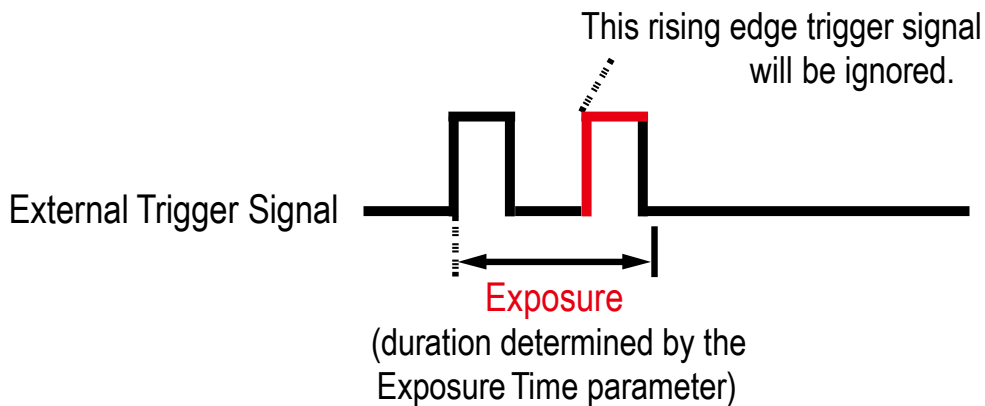 This rising edge trigger signal
will be ignored.
External Trigger Signal
Exposure
(duration determined by the
Exposure Time parameter)